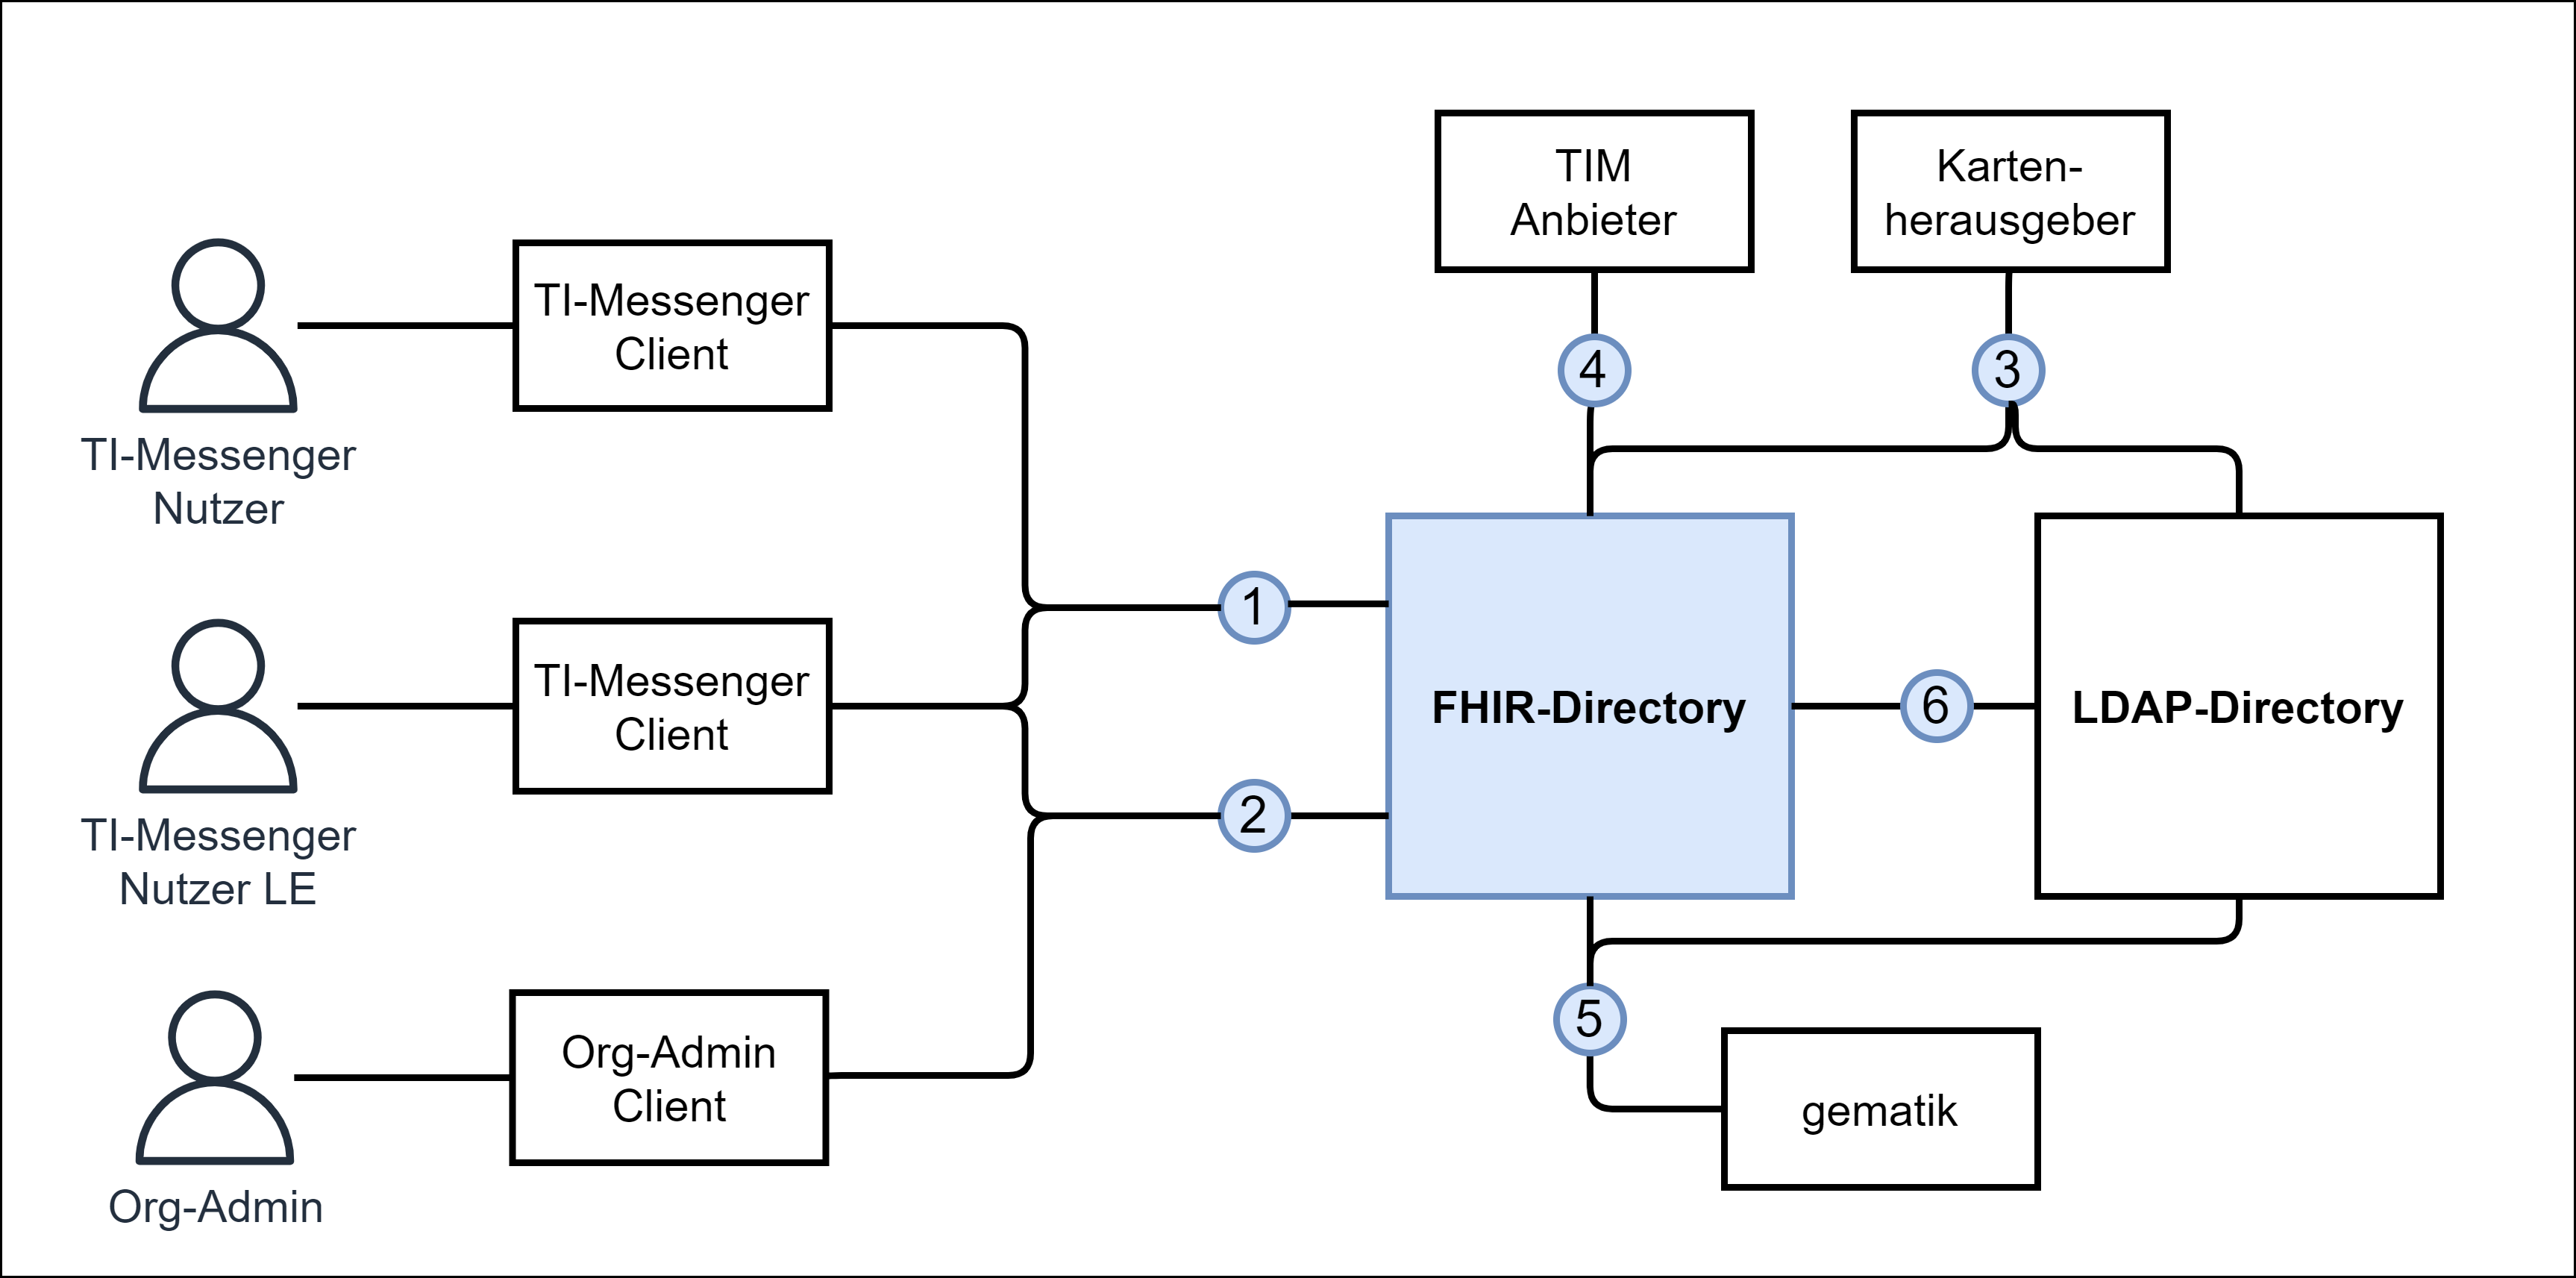 TI-Messenger
Nutzer
TI-Messenger
Client
TI-Messenger
Nutzer LE
TI-Messenger
Client
Org-Admin
Org-Admin
Client
1
2
TIM
Anbieter
4
Karten-
herausgeber
3
FHIR-Directory
6
LDAP-Directory
5
gematik